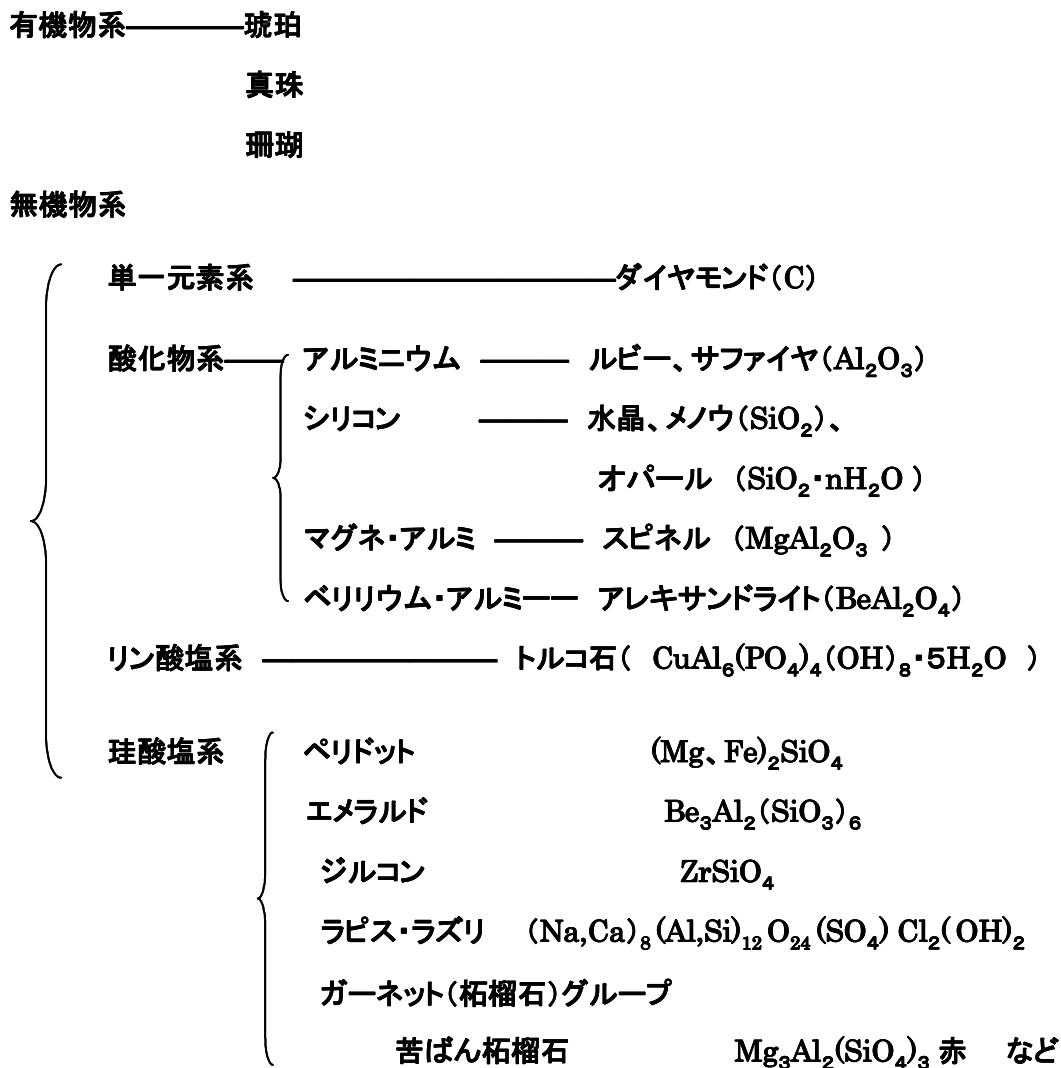 有機物系————琥珀
真珠
珊瑚
無機物系
単一元素系 ———————————ダイヤモンド（C）
酸化物系—— アルミニウム ——— ルビー、サファイヤ（Al₂O₃）
シリコン ——— 水晶、メノウ（SiO₂）、
オパール （SiO₂・nH₂O ）
マグネ・アルミ ——— スピネル （MgAl₂O₃ ）
ベリリウム・アルミーー アレキサンドライト（BeAl₂O₄）
リン酸塩系 ———————— トルコ石（ CuAl₆(PO₄)₄(OH)₈・５H₂O ）
珪酸塩系 ペリドット (Mg、Fe)₂SiO₄
エメラルド Be₃Al₂(SiO₃)₆
ジルコン ZrSiO₄
ラピス・ラズリ (Na,Ca)₈(Al,Si)₁₂O₂₄(SO₄) Cl₂(OH)₂
ガーネット（柘榴石）グループ
苦ばん柘榴石 Mg₃Al₂(SiO₄)₃ 赤 など